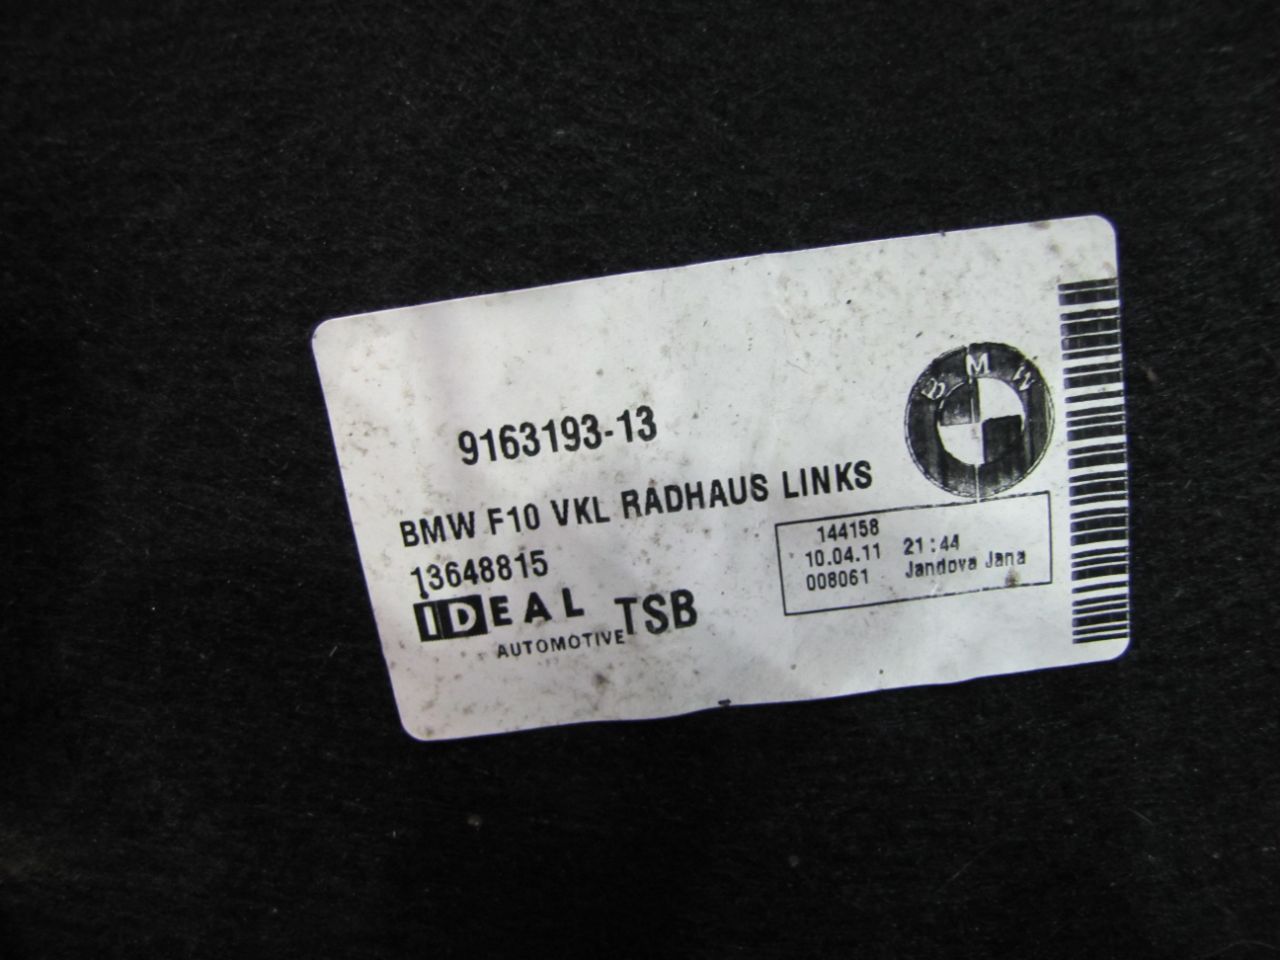 9163193-13
BMW
BMW F10 VKL RADHAUS LINKS
13648815
144158
10.04.11 21:44
008061 Jandova Jana
IDEAL TSB
AUTOMOTIVE